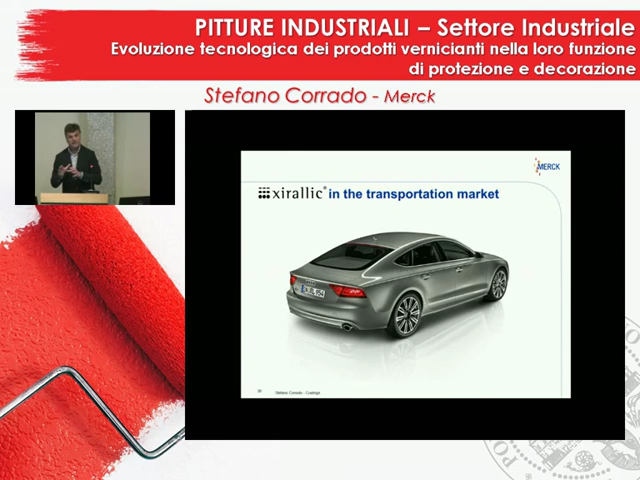 PITTURE INDUSTRIALI – Settore Industriale
Evoluzione tecnologica dei prodotti vernicianti nella loro funzione
di protezione e decorazione
Stefano Corrado - Merck
MERCK
xirallic® in the transportation market
Stefano Corrado - Coatings